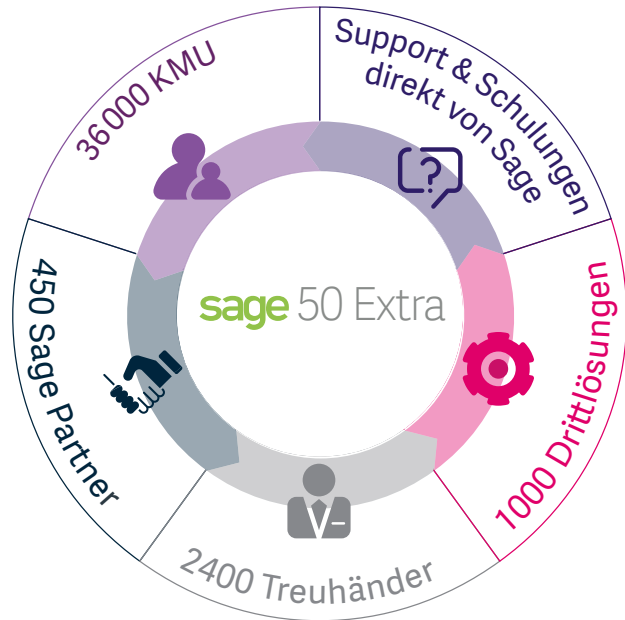 36000 KMU
Support & Schulungen
direkt von Sage
sage 50 Extra
450 Sage Partner
1000 Drittlösungen
2400 Treuhänder